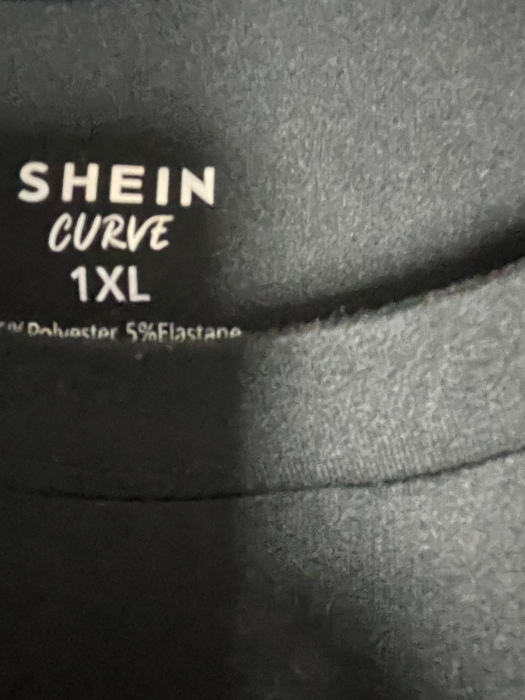 SHEIN
CURVE
1XL
Polyester 5%Elastane